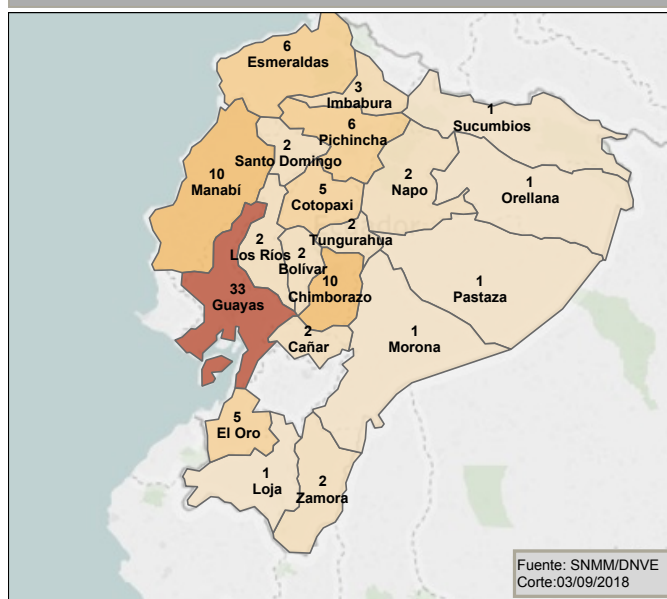 6
Esmeraldas
3
Imbabura
1
Sucumbios
6
Pichincha
2
Santo Domingo
10
Manabí
2
Napo
1
Orellana
5
Cotopaxi
2
Tungurahua
2
Los Ríos
2
Bolívar
10
Chimborazo
33
Guayas
1
Pastaza
2
Cañar
1
Morona
5
El Oro
1
Loja
2
Zamora
Fuente: SNMM/DNVE
Corte:03/09/2018